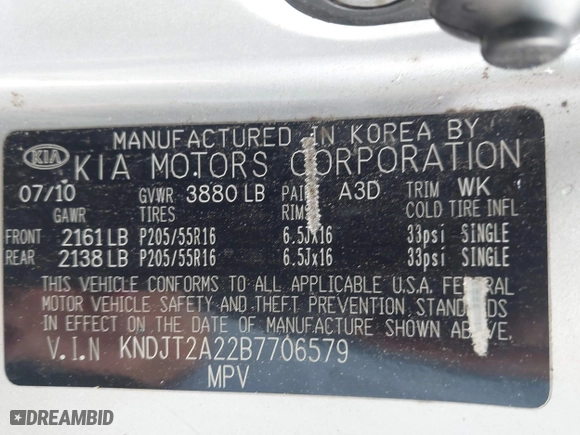 MANUFACTURED IN KOREA BY
KIA KIA MOTORS CORPORATION
07/10 GVWR 3880 LB PAINT A3D TRIM WK
GAWR TIRES RIMS COLD TIRE INFL
FRONT 2161 LB P205/55R16 6.5Jx16 33psi SINGLE
REAR 2138 LB P205/55R16 6.5Jx16 33psi SINGLE
THIS VEHICLE CONFORMS TO ALL APPLICABLE U.S.A. FEDERAL
MOTOR VEHICLE SAFETY AND THEFT PREVENTION, STANDARDS
IN EFFECT ON THE DATE OF MANUFACTURE SHOWN ABOVE.
V.I.N KNDJT2A22B7706579
MPV
DREAMBID